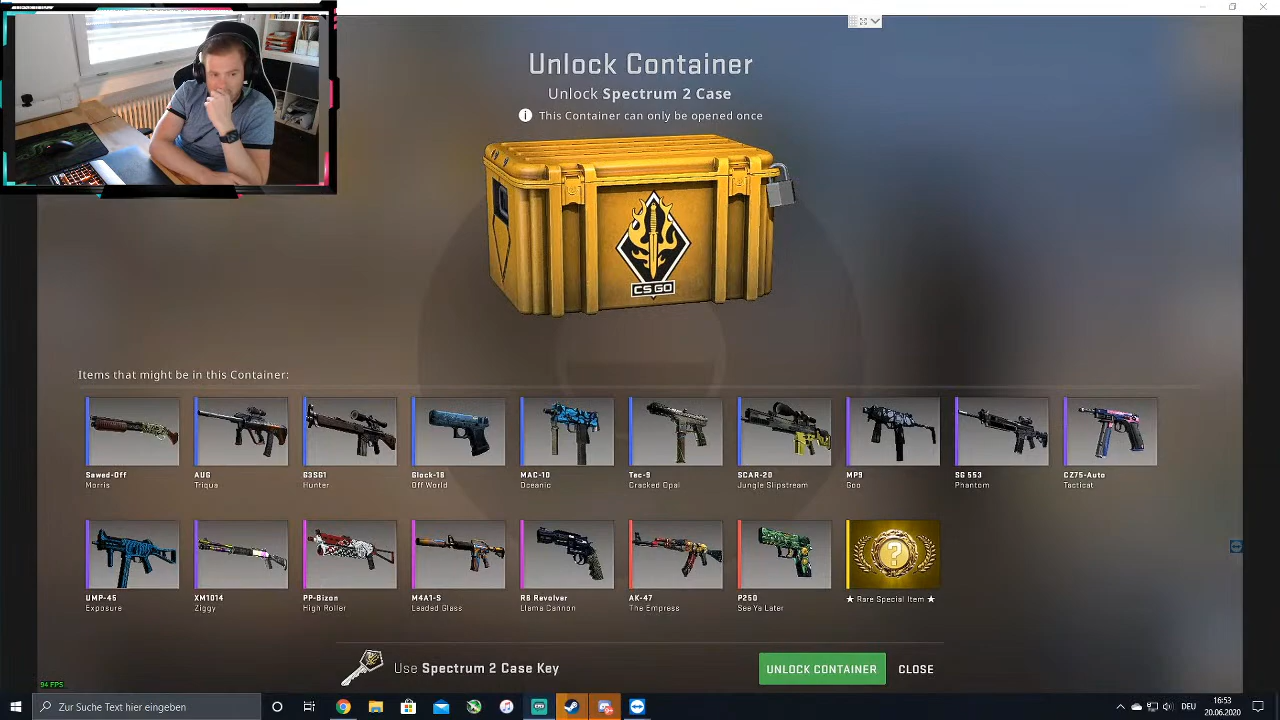 Unlock Container
Unlock Spectrum 2 Case
This Container can only be opened once
CS GO
Items that might be in this Container:
Sawed-Off
Morris
AUG
Triqua
G3SG1
Hunter
Glock-18
Off World
MAC-10
Oceanic
Tec-9
Cracked Opal
SCAR-20
Jungle Slipstream
MP9
Goo
SG 553
Phantom
CZ75-Auto
Tacticat
UMP-45
Exposure
XM1014
Ziggy
PP-Bizon
High Roller
M4A1-S
Leaded Glass
R8 Revolver
Llama Cannon
AK-47
The Empress
P250
See Ya Later
★ Rare Special Item ★
Use Spectrum 2 Case Key
UNLOCK CONTAINER
CLOSE
94 FPS
Zur Suche Text hier eingeben
DEU
16:53
20.06.2020